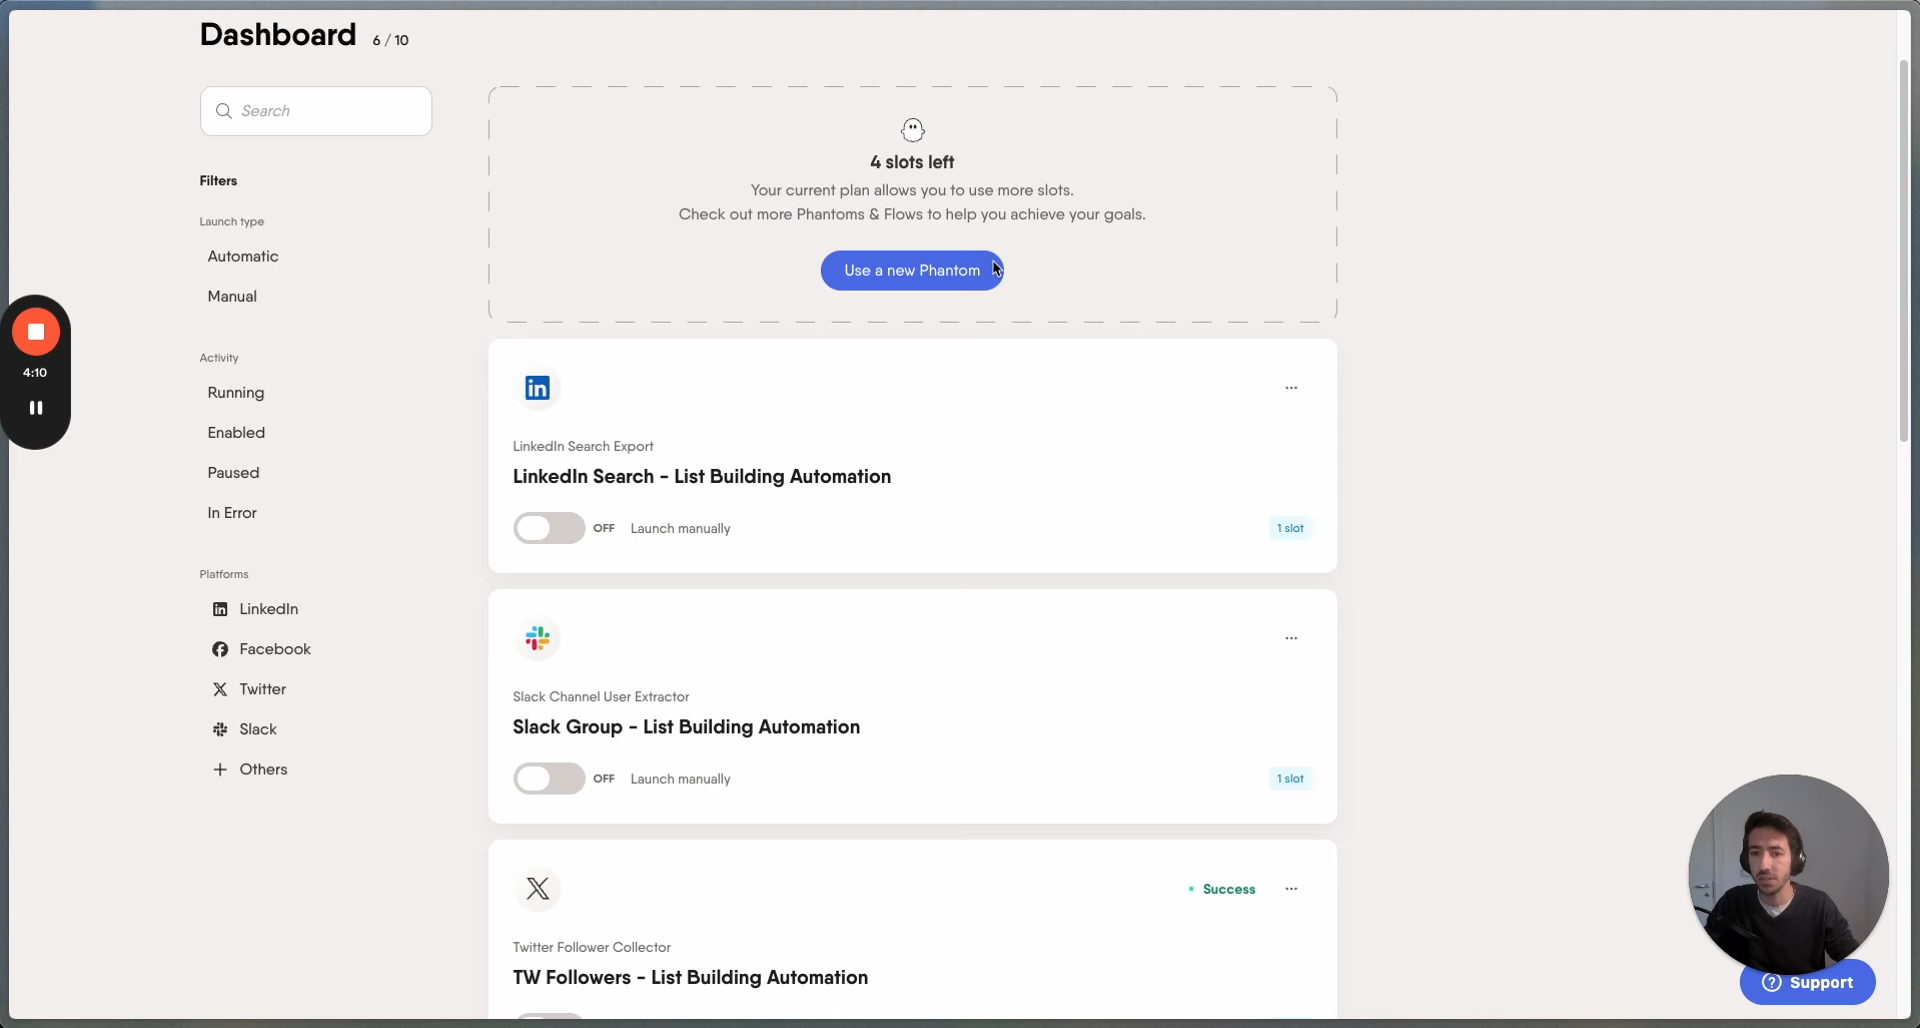 Dashboard 6 / 10
Search
Filters
Launch type
Automatic
Manual
Activity
Running
Enabled
Paused
In Error
Platforms
LinkedIn
Facebook
Twitter
Slack
Others
4:10
4 slots left
Your current plan allows you to use more slots.
Check out more Phantoms & Flows to help you achieve your goals.
Use a new Phantom
in
LinkedIn Search Export
LinkedIn Search - List Building Automation
OFF Launch manually 1 slot
Slack Channel User Extractor
Slack Group - List Building Automation
OFF Launch manually 1 slot
Success
Twitter Follower Collector
TW Followers - List Building Automation
Support